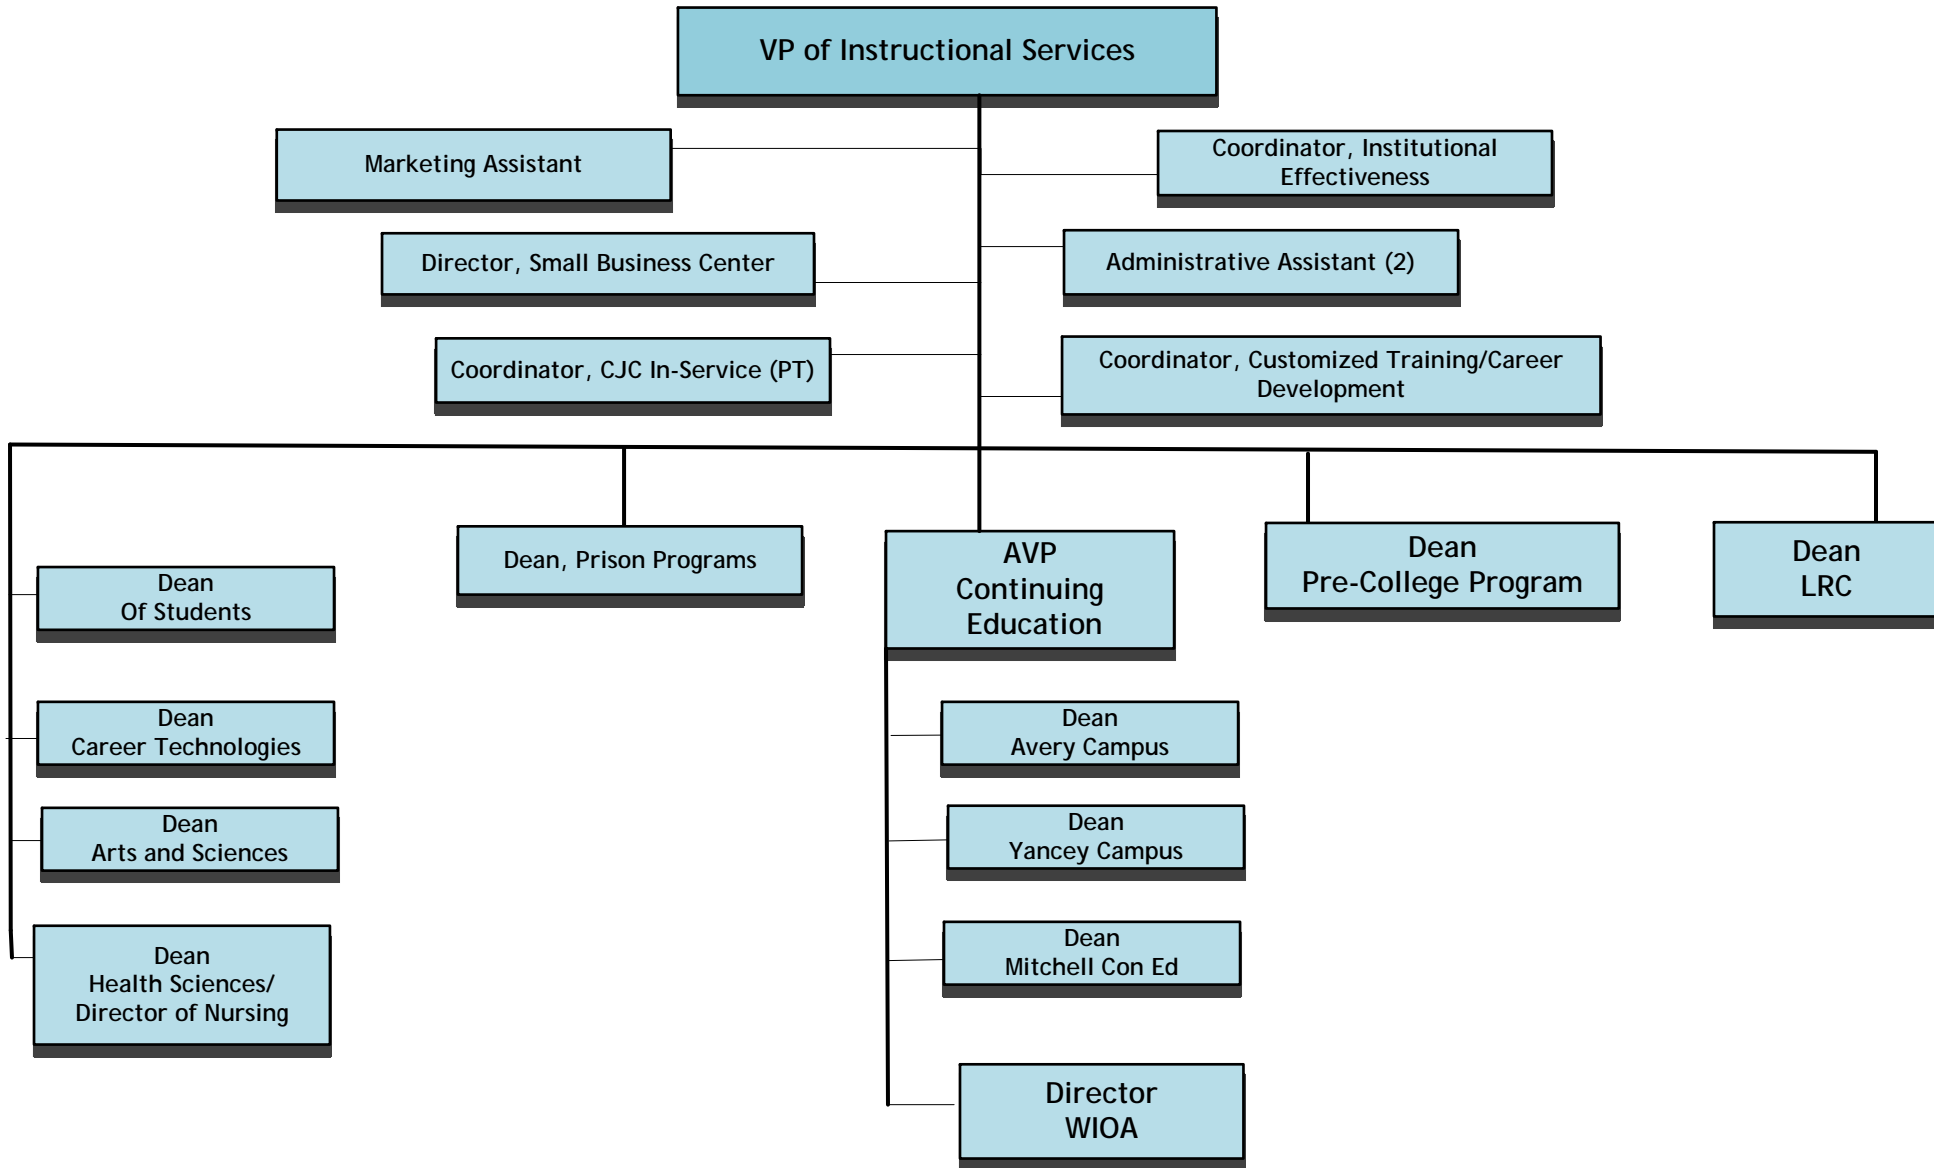 VP of Instructional Services
Marketing Assistant
Coordinator, Institutional
Effectiveness
Director, Small Business Center
Administrative Assistant (2)
Coordinator, CJC In-Service (PT)
Coordinator, Customized Training/Career
Development
Dean
Of Students
Dean, Prison Programs
AVP
Continuing
Education
Dean
Pre-College Program
Dean
LRC
Dean
Career Technologies
Dean
Arts and Sciences
Dean
Health Sciences/
Director of Nursing
Dean
Avery Campus
Dean
Yancey Campus
Dean
Mitchell Con Ed
Director
WIOA